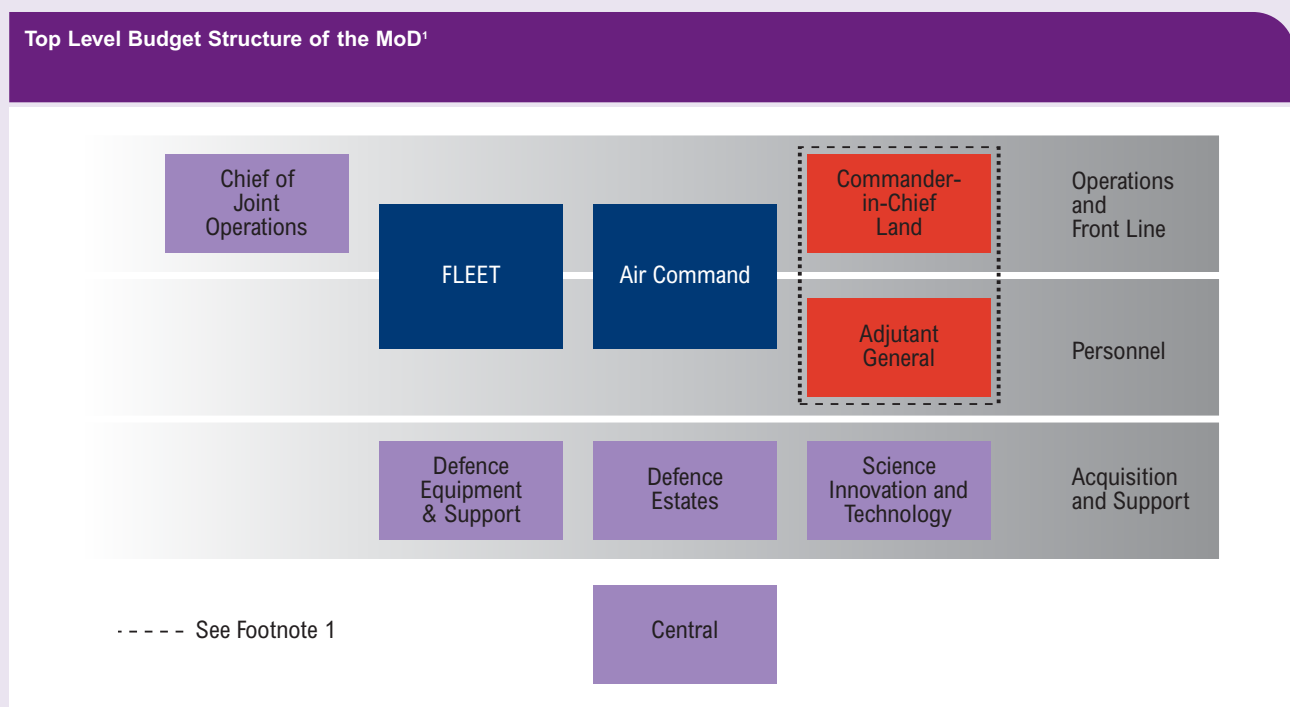 Top Level Budget Structure of the MoD¹
Chief of
Joint
Operations
FLEET
Air Command
Commander-
in-Chief
Land
Operations
and
Front Line
Adjutant
General
Personnel
Defence
Equipment
& Support
Defence
Estates
Science
Innovation and
Technology
Acquisition
and Support
See Footnote 1
Central